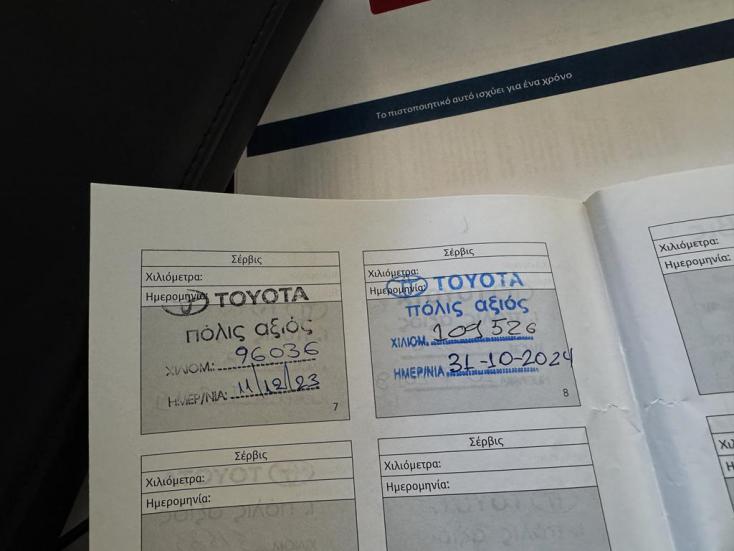 Το πιστοποιητικό αυτό ισχύει για ένα χρόνο
Σέρβις
Χιλιόμετρα:
Ημερομηνία:
TOYOTA
πόλις αξιός
ΧΙΛΙΟΜ.: 96036
ΗΜΕΡ/ΝΙΑ: 11/12/23
7
Σέρβις
Χιλιόμετρα:
Ημερομηνία:
TOYOTA
πόλις αξιός
ΧΙΛΙΟΜ. 109526
ΗΜΕΡ/ΝΙΑ 31-10-2024
8
Χιλιόμετρα:
Ημερομηνία:
Σέρβις
Χιλιόμετρα:
Ημερομηνία:
Σέρβις
Χιλιόμετρα:
Ημερομηνία: